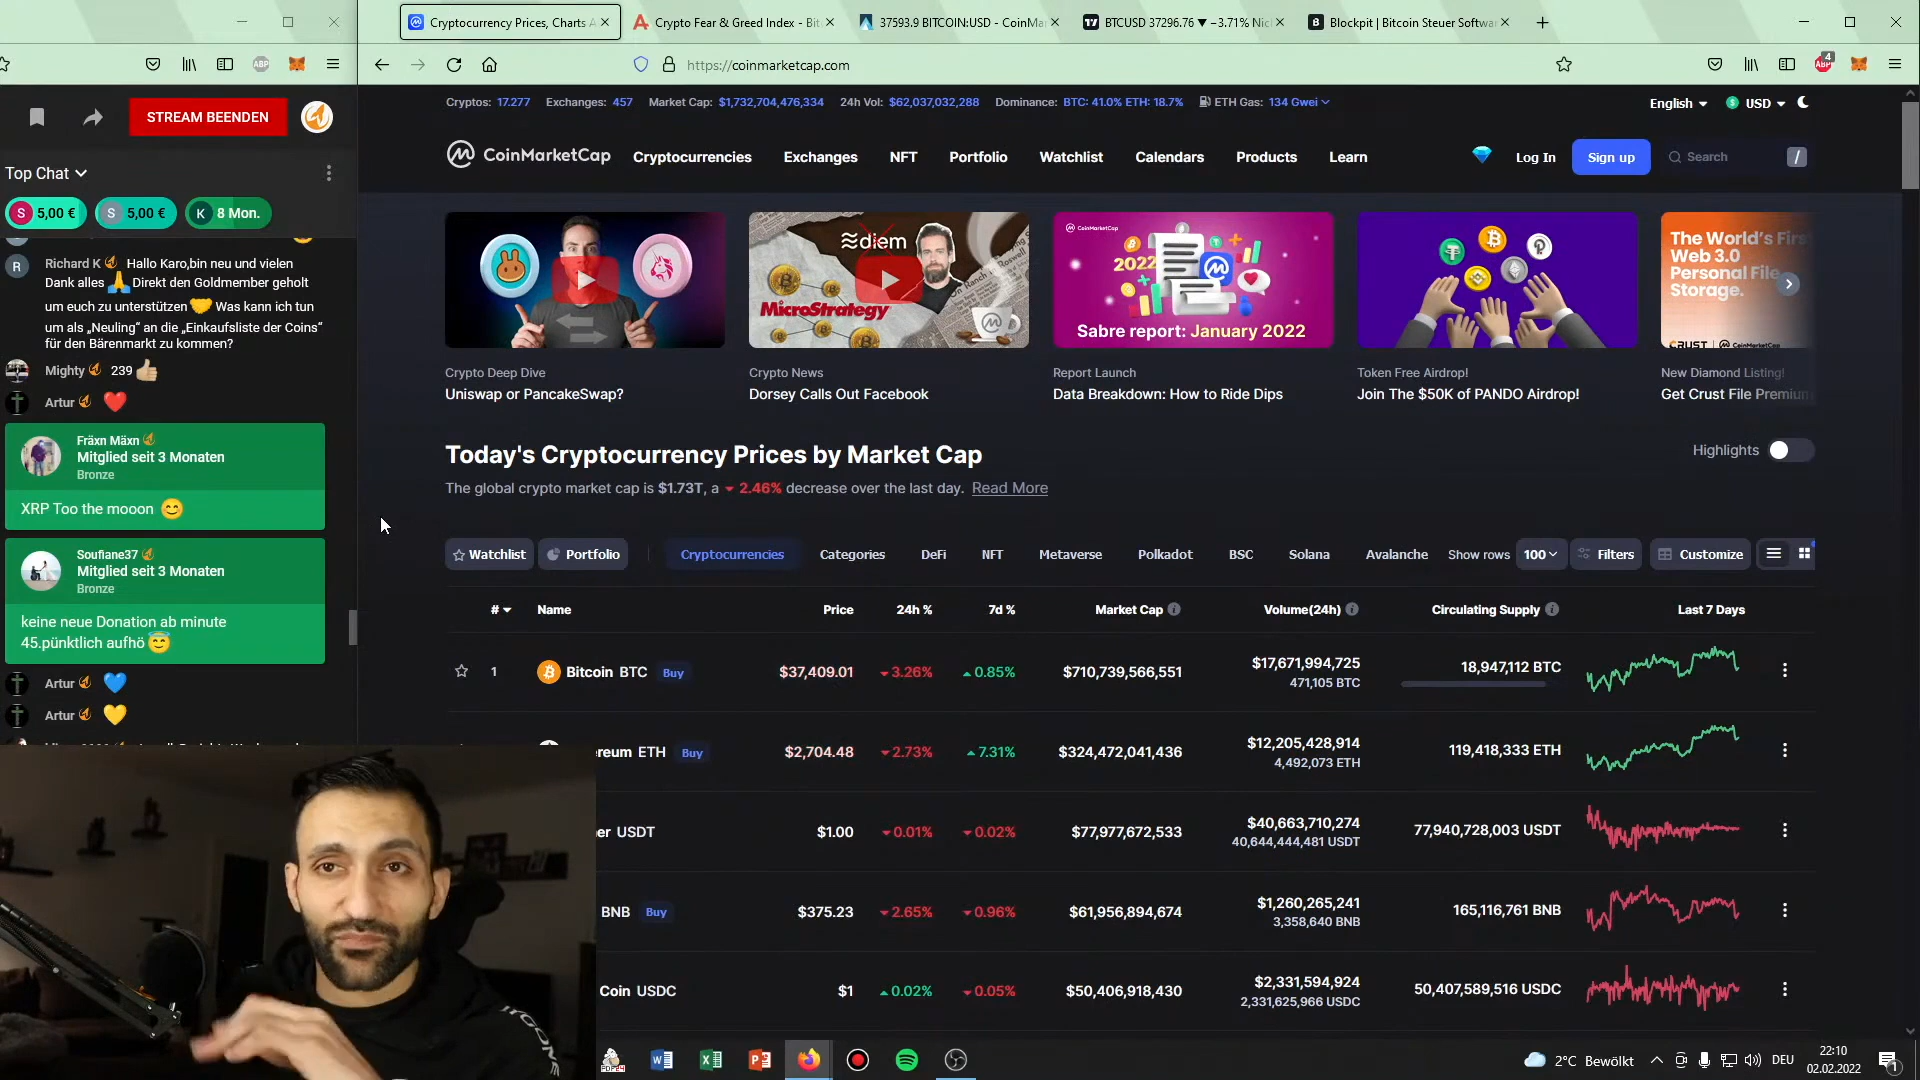 Cryptocurrency Prices, Charts A
Crypto Fear & Greed Index - Bit
37593.9 BITCOIN:USD - CoinMar
BTCUSD 37296.76 ▼ −3.71% Nic
Blockpit | Bitcoin Steuer Softwar
https://coinmarketcap.com
ABP
ABP 4
STREAM BEENDEN
Top Chat
S 5,00 €
S 5,00 €
K 8 Mon.
R Richard K Hallo Karo,bin neu und vielen
Dank alles 🙏Direkt den Goldmember geholt
um euch zu unterstützen 🤝 Was kann ich tun
um als „Neuling“ an die „Einkaufsliste der Coins“
für den Bärenmarkt zu kommen?
Mighty 239 👍
Artur ❤️
Fräxn Mäxn
Mitglied seit 3 Monaten
Bronze
XRP Too the mooon 😊
Soufiane37
Mitglied seit 3 Monaten
Bronze
keine neue Donation ab minute
45.pünktlich aufhö 😇
Artur 💙
Artur 💛
Cryptos: 17.277 Exchanges: 457 Market Cap: $1,732,704,476,334 24h Vol: $62,037,032,288 Dominance: BTC: 41.0% ETH: 18.7% ETH Gas: 134 Gwei
English USD
CoinMarketCap Cryptocurrencies Exchanges NFT Portfolio Watchlist Calendars Products Learn Log In Sign up Search /
diem
MicroStrategy
CoinMarketCap
2022
Sabre report: January 2022
The World's Firs
Web 3.0
Personal File
Storage.
CRUST CoinMarketCap
Crypto Deep Dive
Uniswap or PancakeSwap?
Crypto News
Dorsey Calls Out Facebook
Report Launch
Data Breakdown: How to Ride Dips
Token Free Airdrop!
Join The $50K of PANDO Airdrop!
New Diamond Listing!
Get Crust File Premium
Today's Cryptocurrency Prices by Market Cap
Highlights
The global crypto market cap is $1.73T, a ▼ 2.46% decrease over the last day. Read More
Watchlist Portfolio Cryptocurrencies Categories DeFi NFT Metaverse Polkadot BSC Solana Avalanche Show rows 100 Filters Customize
# Name Price 24h % 7d % Market Cap Volume(24h) Circulating Supply Last 7 Days
1 Bitcoin BTC Buy $37,409.01 ▼3.26% ▲0.85% $710,739,566,551 $17,671,994,725 18,947,112 BTC
471,105 BTC
ereum ETH Buy $2,704.48 ▼2.73% ▲7.31% $324,472,041,436 $12,205,428,914 119,418,333 ETH
4,492,073 ETH
er USDT $1.00 ▼0.01% ▼0.02% $77,977,672,533 $40,663,710,274 77,940,728,003 USDT
40,644,444,481 USDT
BNB Buy $375.23 ▼2.65% ▼0.96% $61,956,894,674 $1,260,265,241 165,116,761 BNB
3,358,640 BNB
Coin USDC $1 ▲0.02% ▼0.05% $50,406,918,430 $2,331,594,924 50,407,589,516 USDC
2,331,625,966 USDC
2°C Bewölkt DEU 22:10
02.02.2022
1